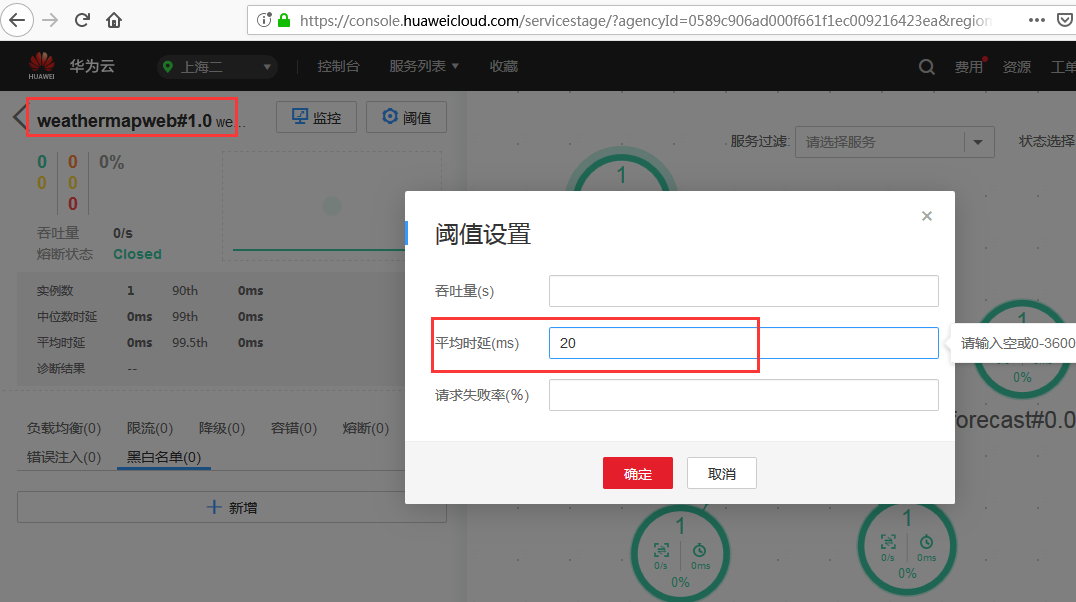 https://console.huaweicloud.com/servicestage/?agencyId=0589c906ad000f661f1ec009216423ea&region
HUAWEI
华为云
上海二
控制台
服务列表
收藏
费用
资源
工单
weathermapweb#1.0 we...
监控
阈值
服务过滤:
请选择服务
状态选择
0 0 0%
0 0
0
吞吐量 0/s
熔断状态 Closed
实例数 1 90th 0ms
中位数时延 0ms 99th 0ms
平均时延 0ms 99.5th 0ms
诊断结果 --
负载均衡(0) 限流(0) 降级(0) 容错(0) 熔断(0)
错误注入(0) 黑白名单(0)
新增
1
阈值设置
×
吞吐量(s)
平均时延(ms) 20
请输入空或0-3600
请求失败率(%)
确定
取消
1
0%
forecast#0.0
1
0/s 0ms
0%
1
0/s 0ms
0%